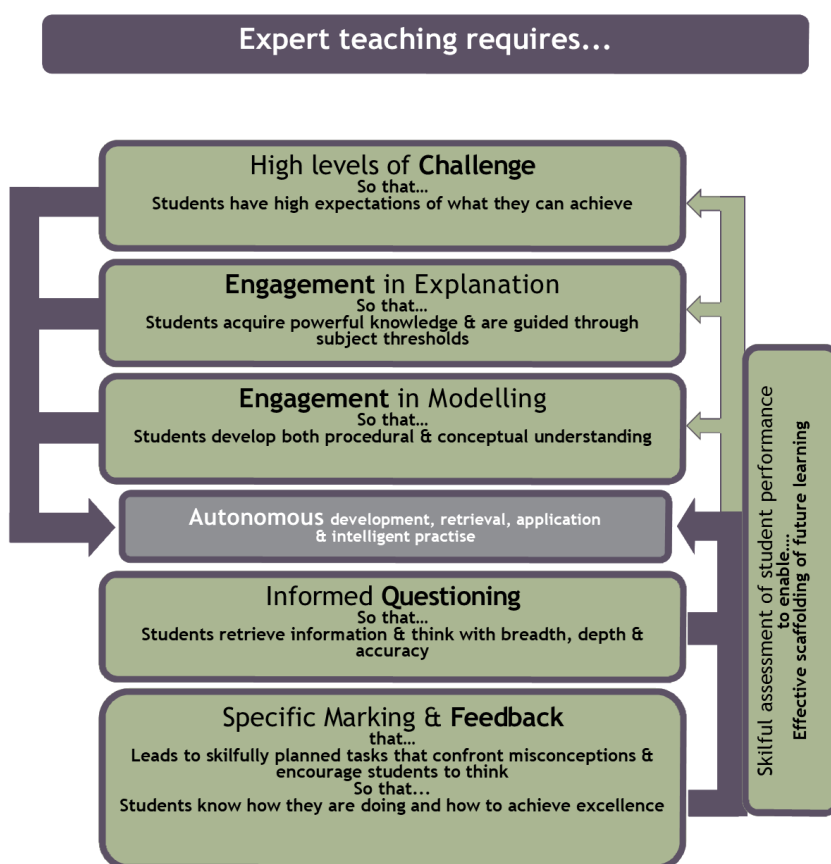 Expert teaching requires...
High levels of Challenge
So that…
Students have high expectations of what they can achieve
Engagement in Explanation
So that…
Students acquire powerful knowledge & are guided through
subject thresholds
Engagement in Modelling
So that…
Students develop both procedural & conceptual understanding
Autonomous development, retrieval, application
& intelligent practise
Informed Questioning
So that…
Students retrieve information & think with breadth, depth &
accuracy
Specific Marking & Feedback
that…
Leads to skilfully planned tasks that confront misconceptions &
encourage students to think
So that...
Students know how they are doing and how to achieve excellence
Skilful assessment of student performance
to enable....
Effective scaffolding of future learning